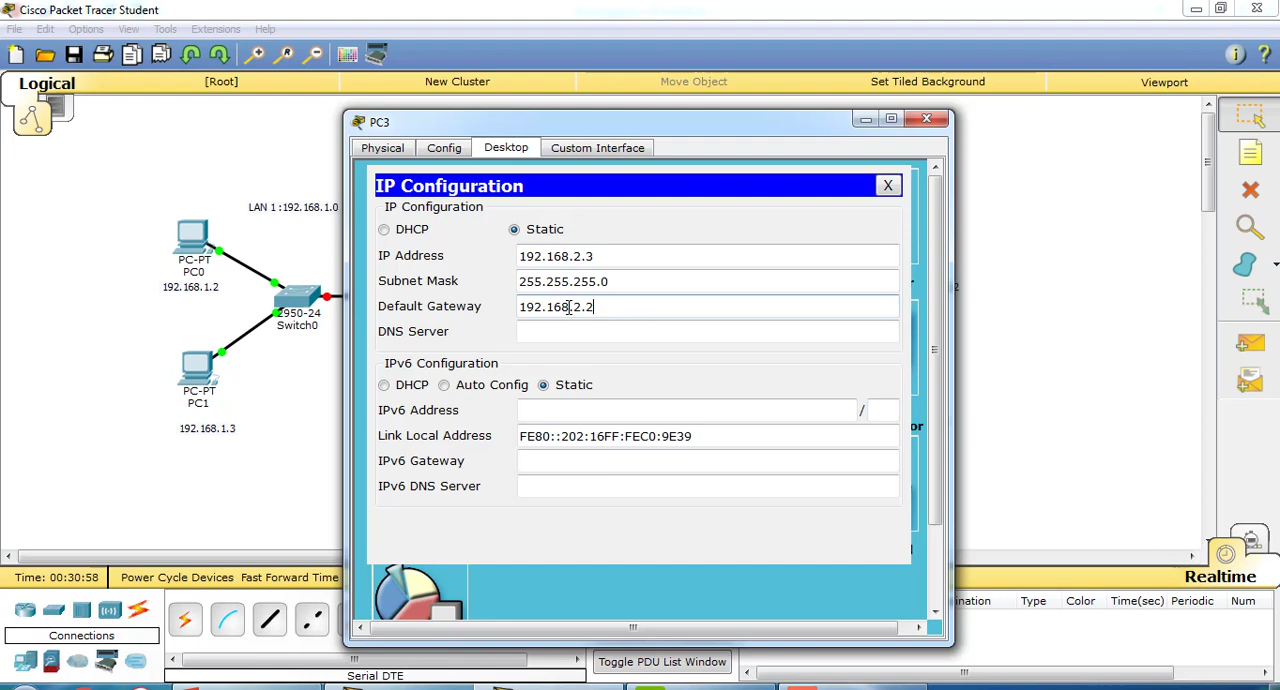 Cisco Packet Tracer Student
File Edit Options View Tools Extensions Help
Logical
[Root]
New Cluster
Move Object
Set Tiled Background
Viewport
LAN 1 :192.168.1.0
PC-PT
PC0
192.168.1.2
2950-24
Switch0
PC-PT
PC1
192.168.1.3
PC3
Physical Config Desktop Custom Interface
IP Configuration
X
IP Configuration
DHCP Static
IP Address 192.168.2.3
Subnet Mask 255.255.255.0
Default Gateway 192.168.2.2
DNS Server
IPv6 Configuration
DHCP Auto Config Static
IPv6 Address /
Link Local Address FE80::202:16FF:FEC0:9E39
IPv6 Gateway
IPv6 DNS Server
or
2
Time: 00:30:58 Power Cycle Devices Fast Forward Time
Realtime
Connections
Serial DTE
Toggle PDU List Window
ination Type Color Time(sec) Periodic Num